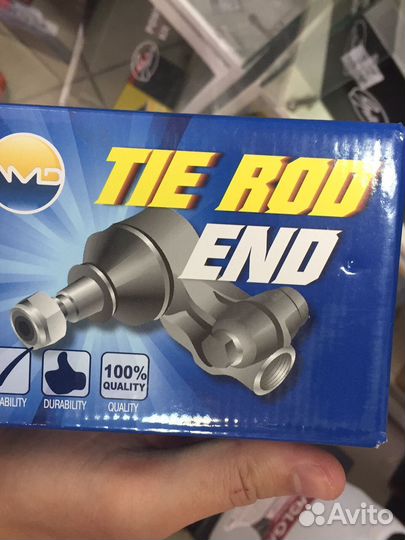 AMD
TIE ROD
END
100%
QUALITY
ABILITY
DURABILITY
QUALITY
Avito